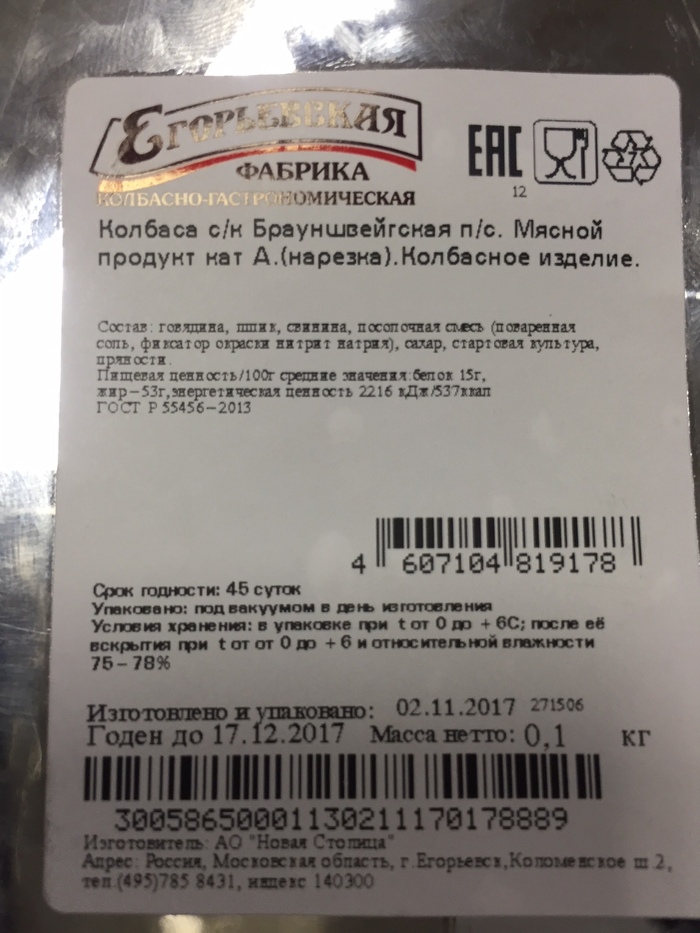 ЕГОРЬЕВСКАЯ
ФАБРИКА
КОЛБАСНО-ГАСТРОНОМИЧЕСКАЯ
EAC
12
7
Колбаса с/к Брауншвейгская п/с. Мясной
продукт кат А.(нарезка).Колбасное изделие.
Состав: говядина, шпик, свинина, посолочная смесь (поваренная
соль, фиксатор окраски нитрит натрия), сахар, стартовая культура,
пряности.
Пищевая ценность/100г средние значения:белок 15г,
жир-53г,энергетическая ценность 2216 кДж/537ккал
ГОСТ Р 55456-2013
4 607104 819178
Срок годности: 45 суток
Упаковано: под вакуумом в день изготовления
Условия хранения: в упаковке при t от 0 до +6С; после её
вскрытия при t от от 0 до +6 и относительной влажности
75-78%
Изготовлено и упаковано: 02.11.2017 271506
Годен до 17.12.2017 Масса нетто: 0,1 кг
30058650001130211170178889
Изготовитель: АО "Новая Столица"
Адрес: Россия, Московская область, г.Егорьевск,Коломенское ш.2,
тел.(495)785 8431, индекс 140300